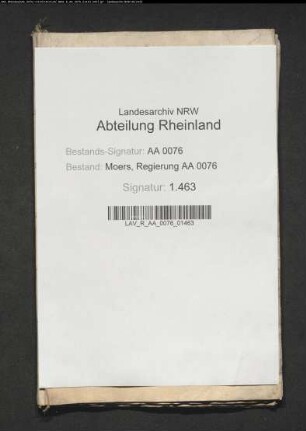 Landesarchiv NRW
Abteilung Rheinland
Bestands-Signatur: AA 0076
Bestand: Moers, Regierung AA 0076
Signatur: 1.463
LAV_R_AA_0076_01463